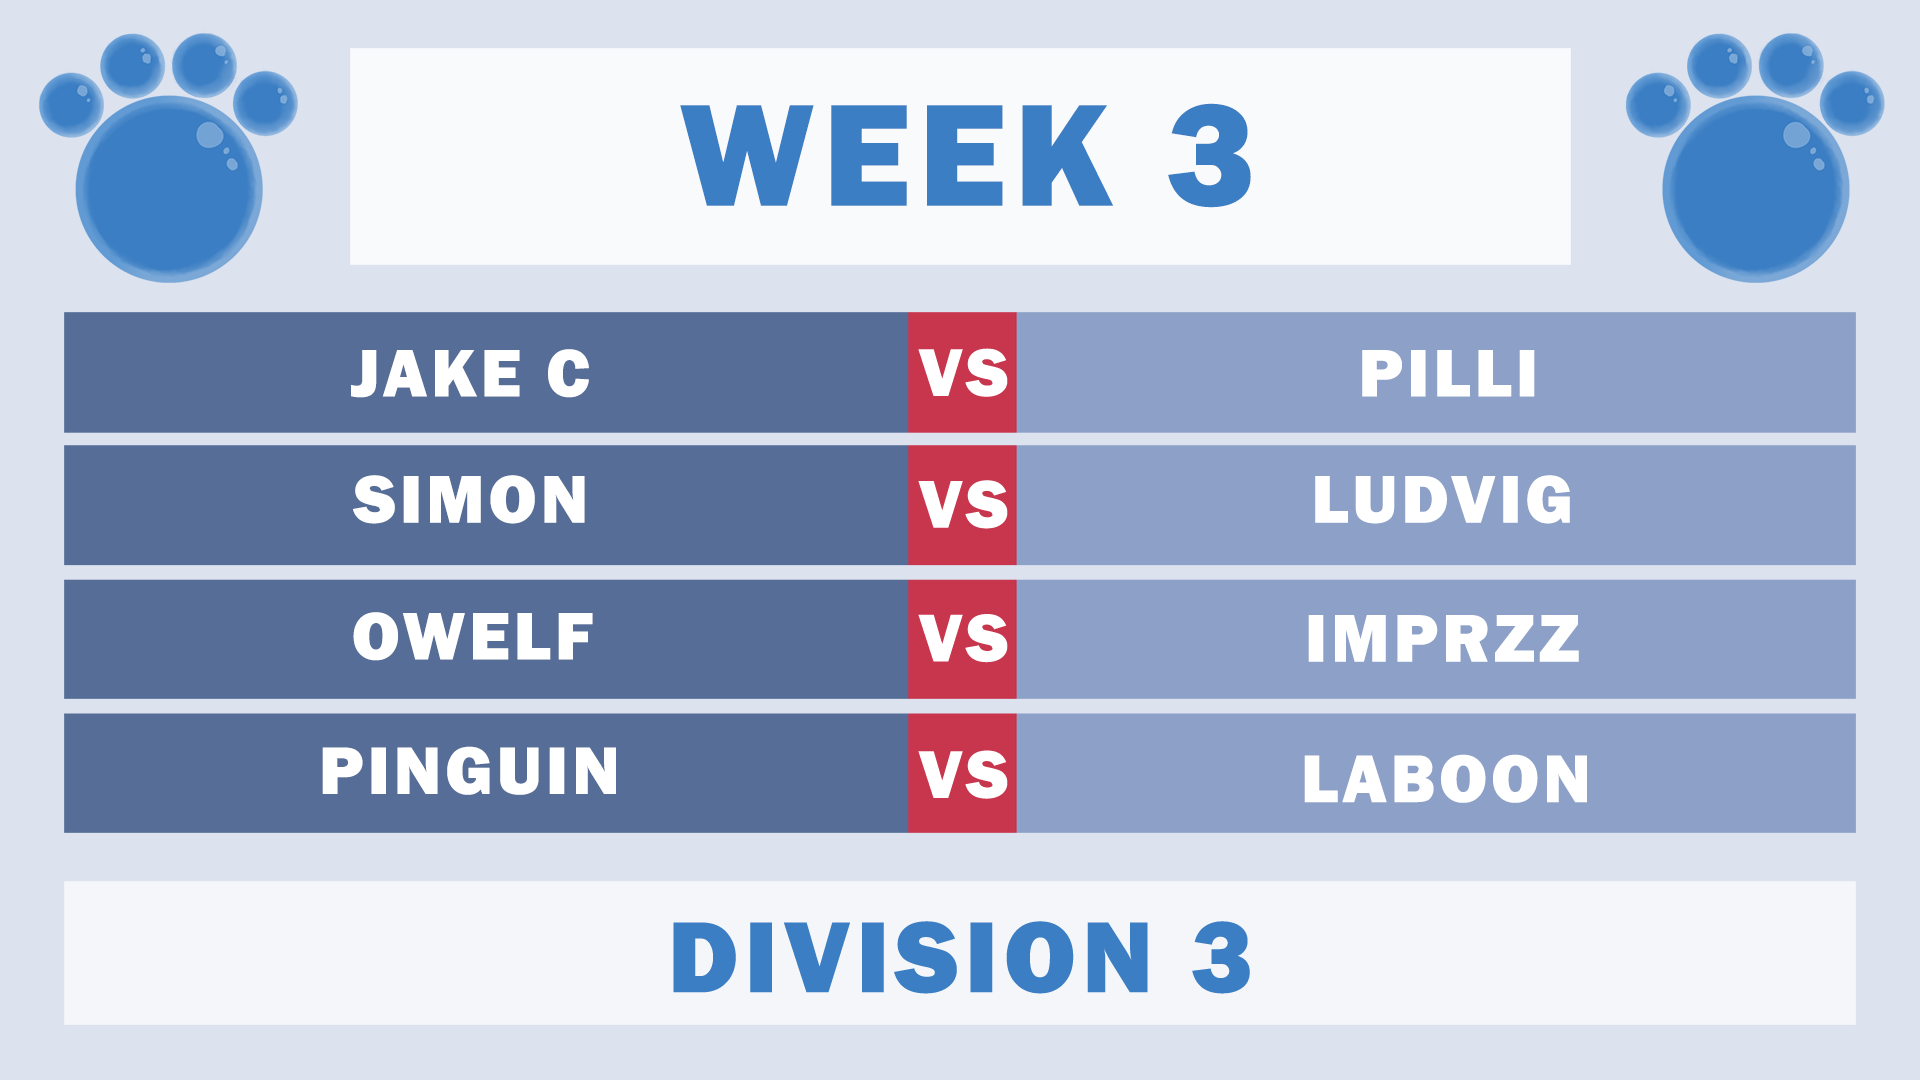 WEEK 3
JAKE C VS PILLI
SIMON VS LUDVIG
OWELF VS IMPRZZ
PINGUIN VS LABOON
DIVISION 3